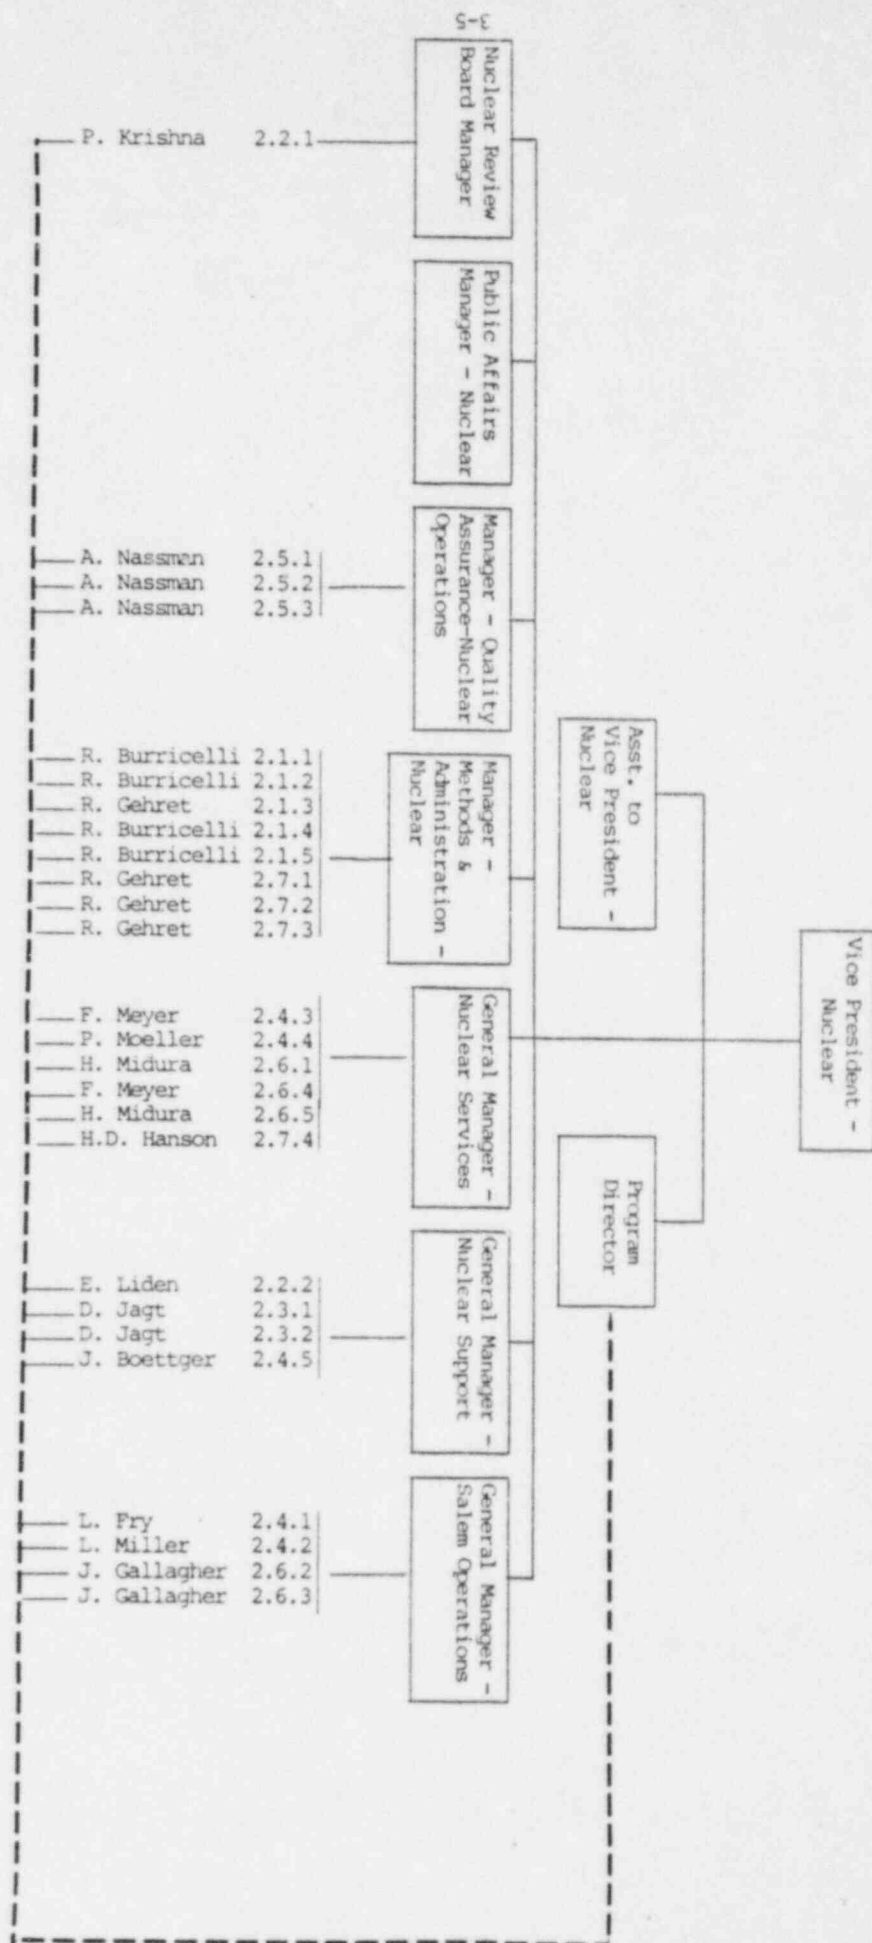 3-5
Vice President -
Nuclear
Asst. to
Vice President -
Nuclear
Program
Director
Nuclear Review
Board Manager
Public Affairs
Manager - Nuclear
Manager - Quality
Assurance-Nuclear
Operations
Manager -
Methods &
Administration -
Nuclear
General Manager -
Nuclear Services
General Manager -
Nuclear Support
General Manager -
Salem Operations
P. Krishna 2.2.1
A. Nassman 2.5.1
A. Nassman 2.5.2
A. Nassman 2.5.3
R. Burricelli 2.1.1
R. Burricelli 2.1.2
R. Gehret 2.1.3
R. Burricelli 2.1.4
R. Burricelli 2.1.5
R. Gehret 2.7.1
R. Gehret 2.7.2
R. Gehret 2.7.3
F. Meyer 2.4.3
P. Moeller 2.4.4
H. Midura 2.6.1
F. Meyer 2.6.4
H. Midura 2.6.5
H.D. Hanson 2.7.4
E. Liden 2.2.2
D. Jagt 2.3.1
D. Jagt 2.3.2
J. Boettger 2.4.5
L. Fry 2.4.1
L. Miller 2.4.2
J. Gallagher 2.6.2
J. Gallagher 2.6.3